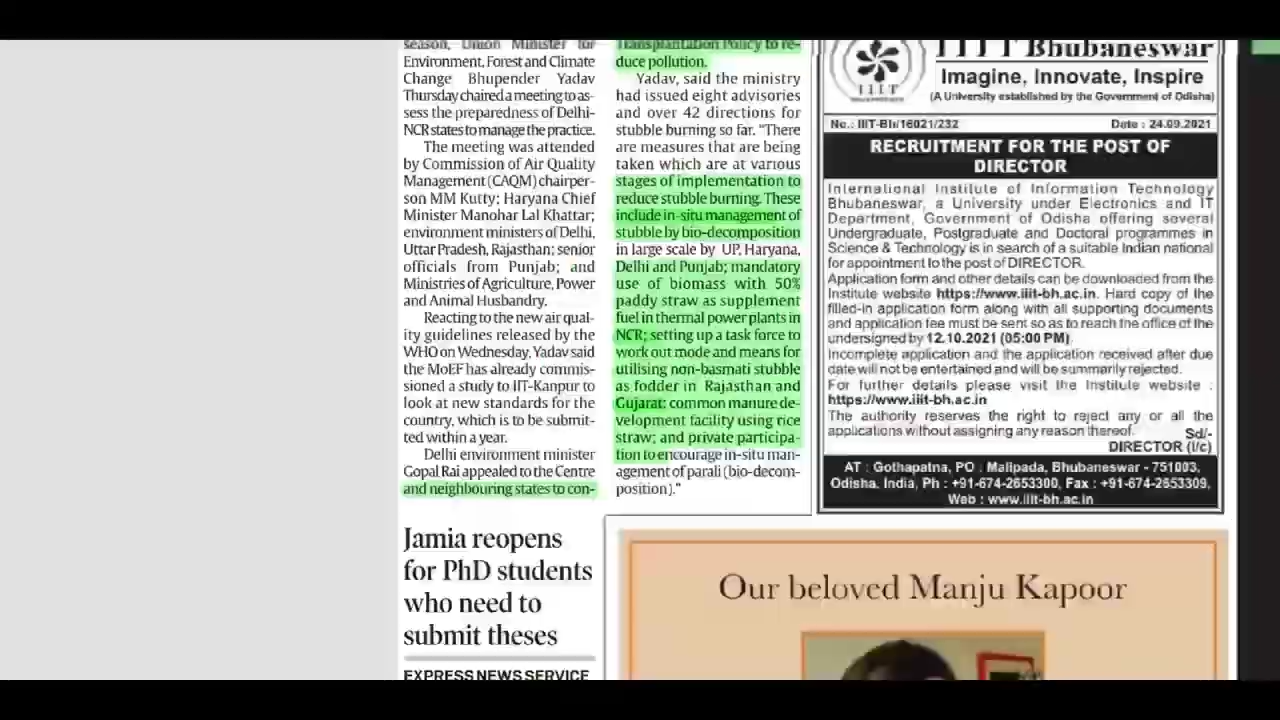 season, Union Minister for
Environment, Forest and Climate
Change Bhupender Yadav
Thursday chaired a meeting to as-
sess the preparedness of Delhi-
NCR states to manage the practice.
The meeting was attended
by Commission of Air Quality
Management (CAQM) chairper-
son MM Kutty; Haryana Chief
Minister Manohar Lal Khattar;
environment ministers of Delhi,
Uttar Pradesh, Rajasthan; senior
officials from Punjab; and
Ministries of Agriculture, Power
and Animal Husbandry.
Reacting to the new air qual-
ity guidelines released by the
WHO on Wednesday, Yadav said
the MoEF has already commis-
sioned a study to IIT-Kanpur to
look at new standards for the
country, which is to be submit-
ted within a year.
Delhi environment minister
Gopal Rai appealed to the Centre
and neighbouring states to con-
Transplantation Policy to re-
duce pollution.
Yadav, said the ministry
had issued eight advisories
and over 42 directions for
stubble burning so far. "There
are measures that are being
taken which are at various
stages of implementation to
reduce stubble burning. These
include in-situ management of
stubble by bio-decomposition
in large scale by UP, Haryana,
Delhi and Punjab; mandatory
use of biomass with 50%
paddy straw as supplement
fuel in thermal power plants in
NCR; setting up a task force to
work out mode and means for
utilising non-basmati stubble
as fodder in Rajasthan and
Gujarat; common manure de-
velopment facility using rice
straw; and private participa-
tion to encourage in-situ man-
agement of parali (bio-decom-
position)."
Jamia reopens
for PhD students
who need to
submit theses
EXPRESS NEWS SERVICE
IIIT Bhubaneswar
IIIT
Imagine, Innovate, Inspire
(A University established by the Government of Odisha)
No.: IIIT-Bh/16021/232 Date : 24.09.2021
RECRUITMENT FOR THE POST OF
DIRECTOR
International Institute of Information Technology
Bhubaneswar, a University under Electronics and IT
Department, Government of Odisha offering several
Undergraduate, Postgraduate and Doctoral programmes in
Science & Technology is in search of a suitable Indian national
for appointment to the post of DIRECTOR.
Application form and other details can be downloaded from the
Institute website https://www.iiit-bh.ac.in. Hard copy of the
filled-in application form along with all supporting documents
and application fee must be sent so as to reach the office of the
undersigned by 12.10.2021 (05:00 PM)
Incomplete application and the application received after due
date will not be entertained and will be summarily rejected.
For further details please visit the Institute website :
https://www.iiit-bh.ac.in
The authority reserves the right to reject any or all the
applications without assigning any reason thereof. Sd/-
DIRECTOR (I/c)
AT : Gothapatna, PO : Malipada, Bhubaneswar - 751003,
Odisha, India, Ph : +91-674-2653300, Fax : +91-674-2653309,
Web : www.iiit-bh.ac.in
Our beloved Manju Kapoor